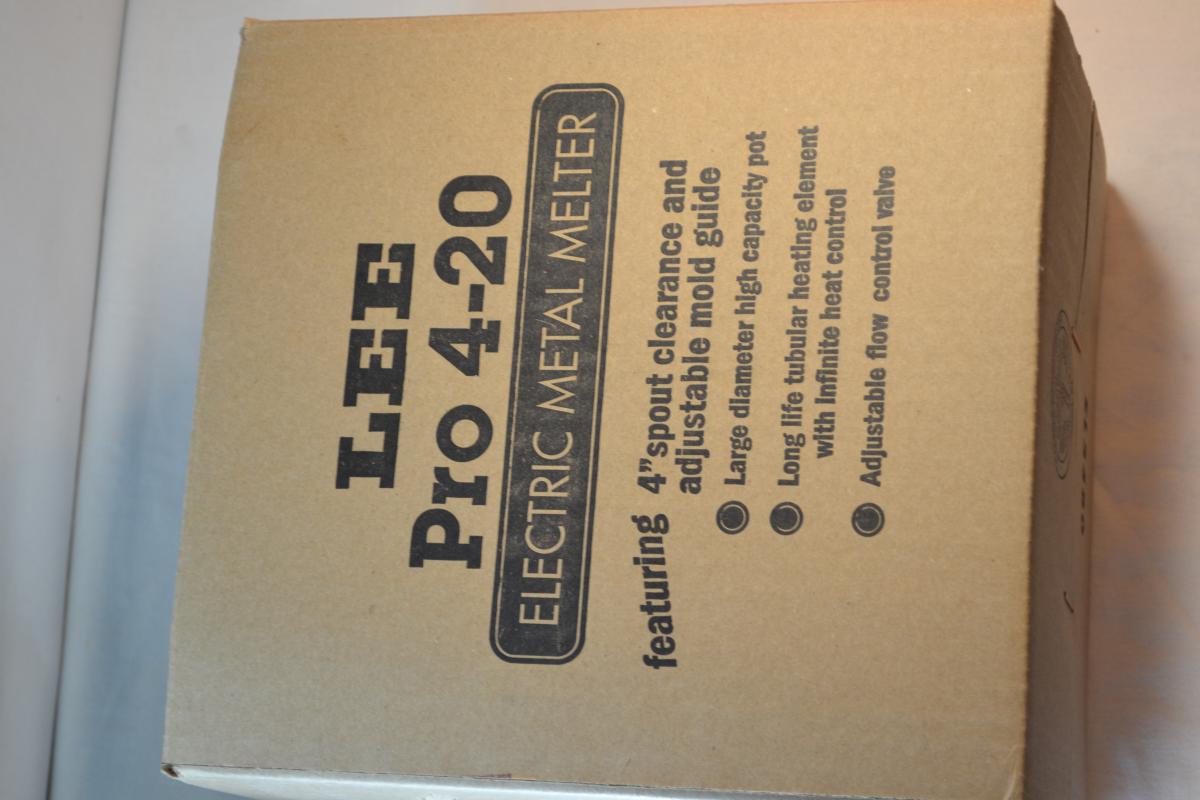 LEE
Pro 4-20
ELECTRIC METAL MELTER
featuring 4”spout clearance and
adjustable mold guide
Large diameter high capacity pot
Long life tubular heating element
with Infinite heat control
Adjustable flow control valve